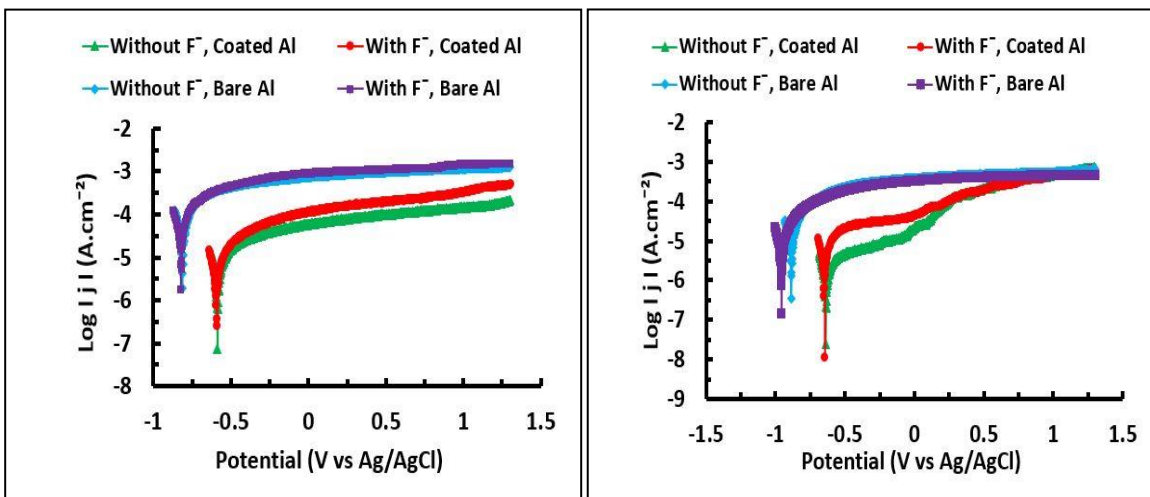 Without F⁻, Coated Al With F⁻, Coated Al
Without F⁻, Bare Al With F⁻, Bare Al
-2
-3
-4
-5
-6
-7
-8
Log I j I (A.cm⁻²)
-1 -0.5 0 0.5 1 1.5
Potential (V vs Ag/AgCl)
Without F⁻, Coated Al With F⁻, Coated Al
Without F⁻, Bare Al With F⁻, Bare Al
-2
-3
-4
-5
-6
-7
-8
-9
Log I j I (A.cm⁻²)
-1.5 -1 -0.5 0 0.5 1 1.5
Potential (V vs Ag/AgCl)